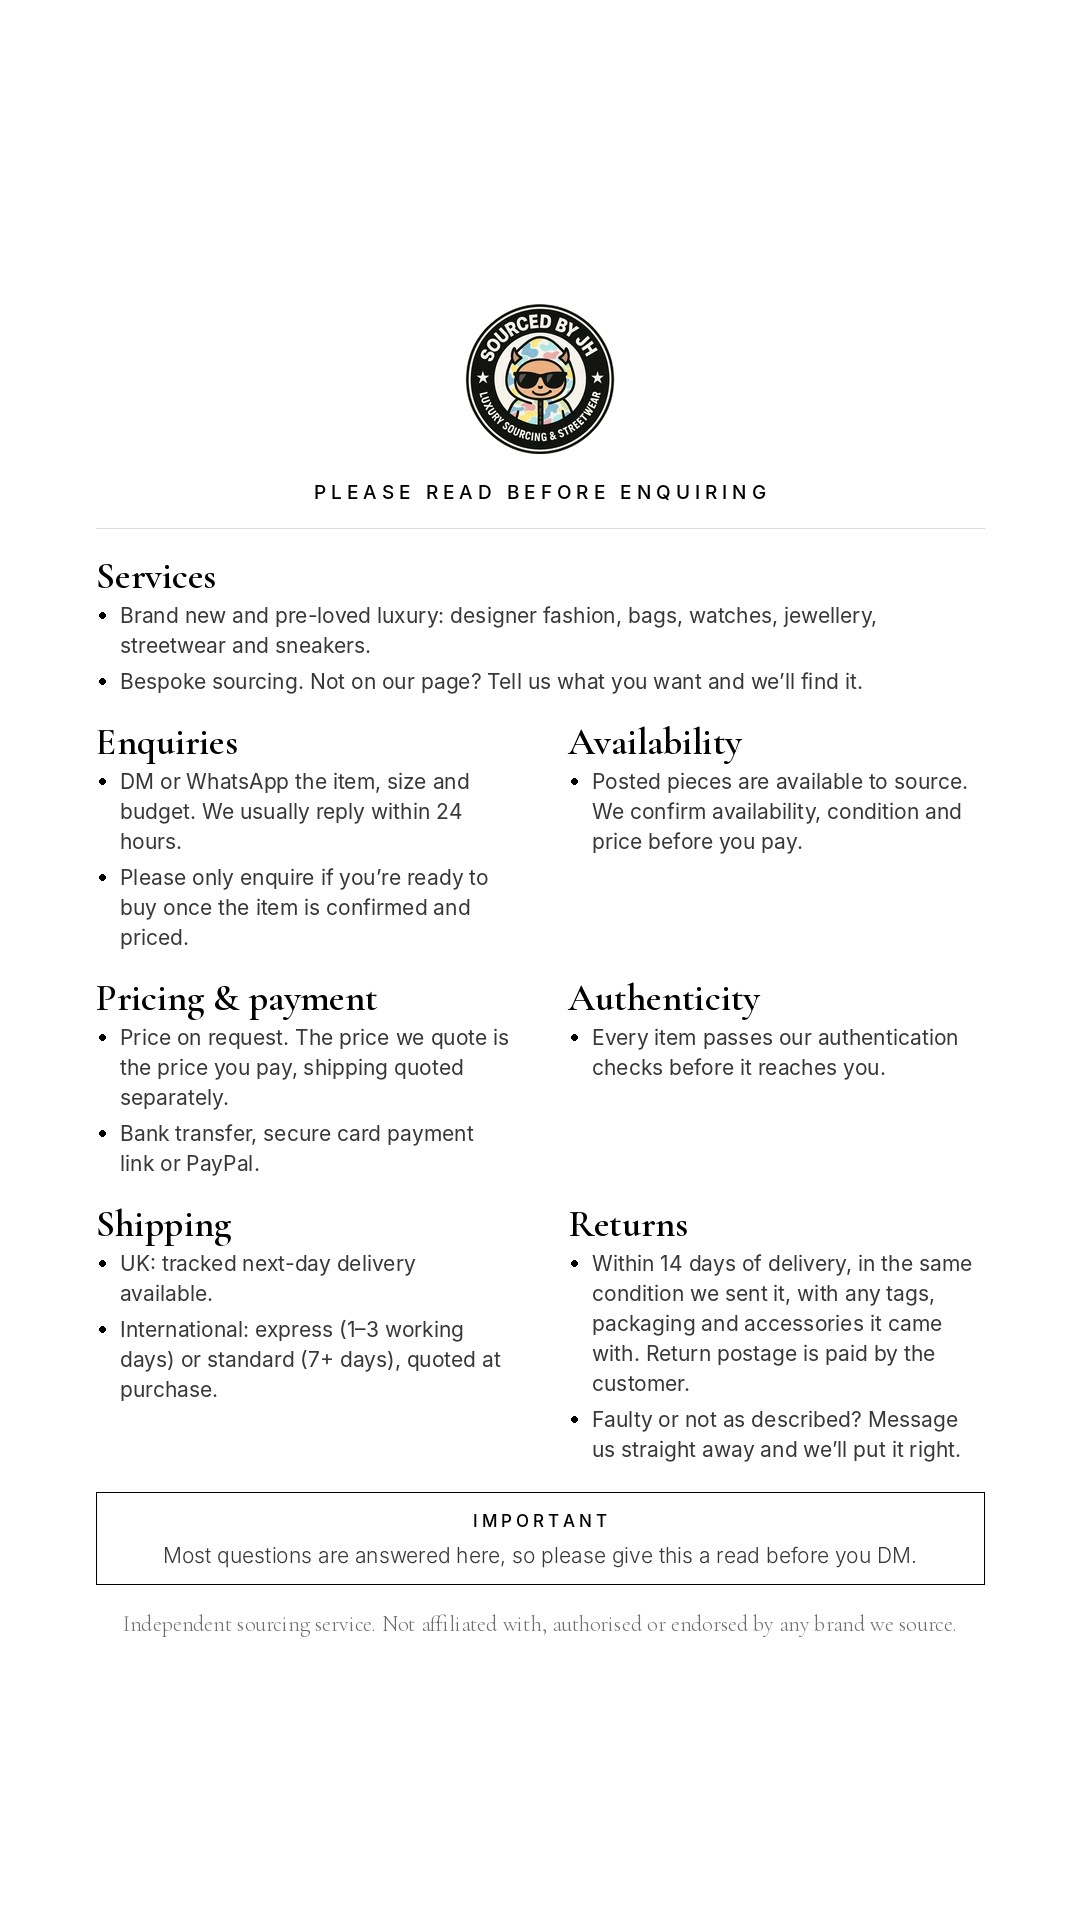 SOURCED BY JH
LUXURY SOURCING & STREETWEAR
PLEASE READ BEFORE ENQUIRING
Services
• Brand new and pre-loved luxury: designer fashion, bags, watches, jewellery,
streetwear and sneakers.
• Bespoke sourcing. Not on our page? Tell us what you want and we’ll find it.
Enquiries
• DM or WhatsApp the item, size and
budget. We usually reply within 24
hours.
• Please only enquire if you’re ready to
buy once the item is confirmed and
priced.
Availability
• Posted pieces are available to source.
We confirm availability, condition and
price before you pay.
Pricing & payment
• Price on request. The price we quote is
the price you pay, shipping quoted
separately.
• Bank transfer, secure card payment
link or PayPal.
Authenticity
• Every item passes our authentication
checks before it reaches you.
Shipping
• UK: tracked next-day delivery
available.
• International: express (1–3 working
days) or standard (7+ days), quoted at
purchase.
Returns
• Within 14 days of delivery, in the same
condition we sent it, with any tags,
packaging and accessories it came
with. Return postage is paid by the
customer.
• Faulty or not as described? Message
us straight away and we’ll put it right.
IMPORTANT
Most questions are answered here, so please give this a read before you DM.
Independent sourcing service. Not affiliated with, authorised or endorsed by any brand we source.